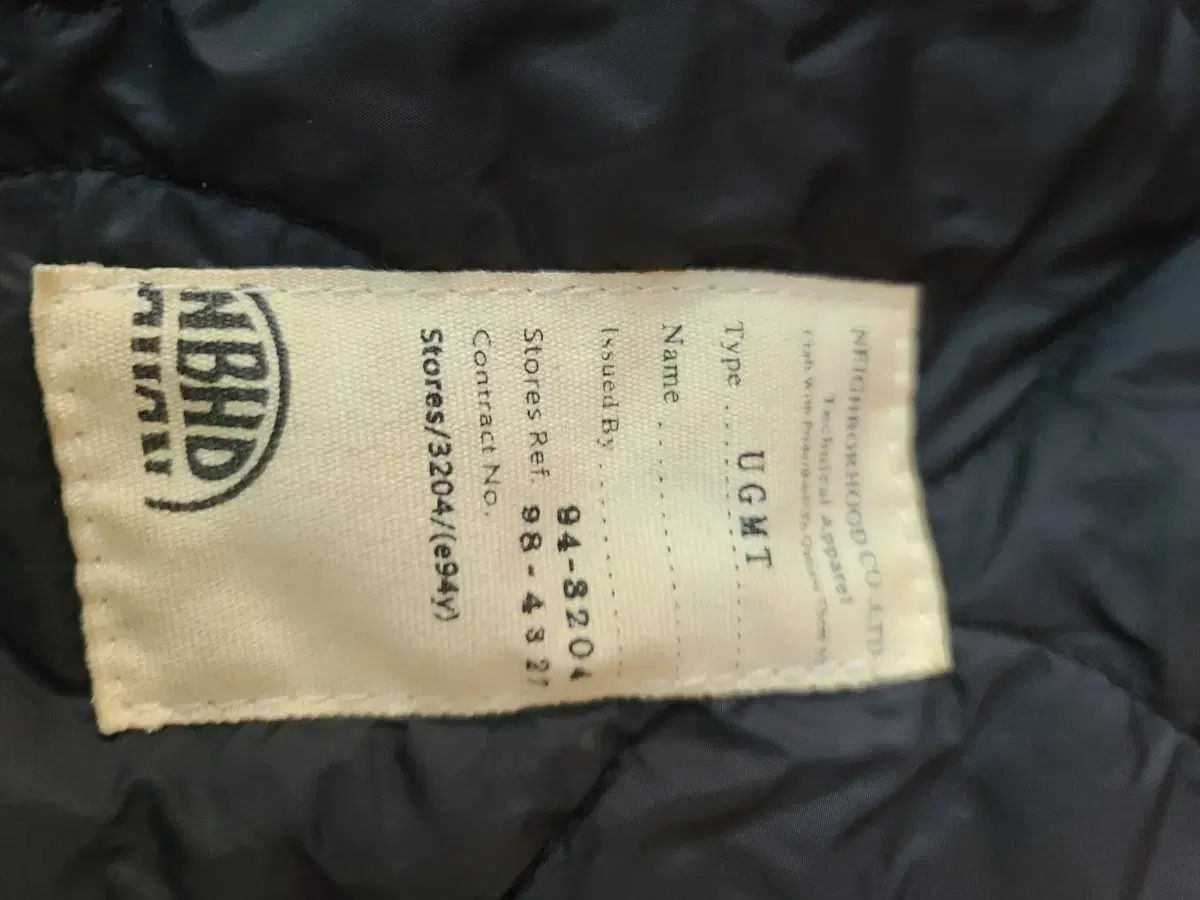 NEIGHBORHOOD CO.,LTD.
Technical Apparel
Type UGMT
Name
Issued By
94-8204
Stores Ref. 98-4327
Contract No.
Stores/3204/(e94y)
NBHD